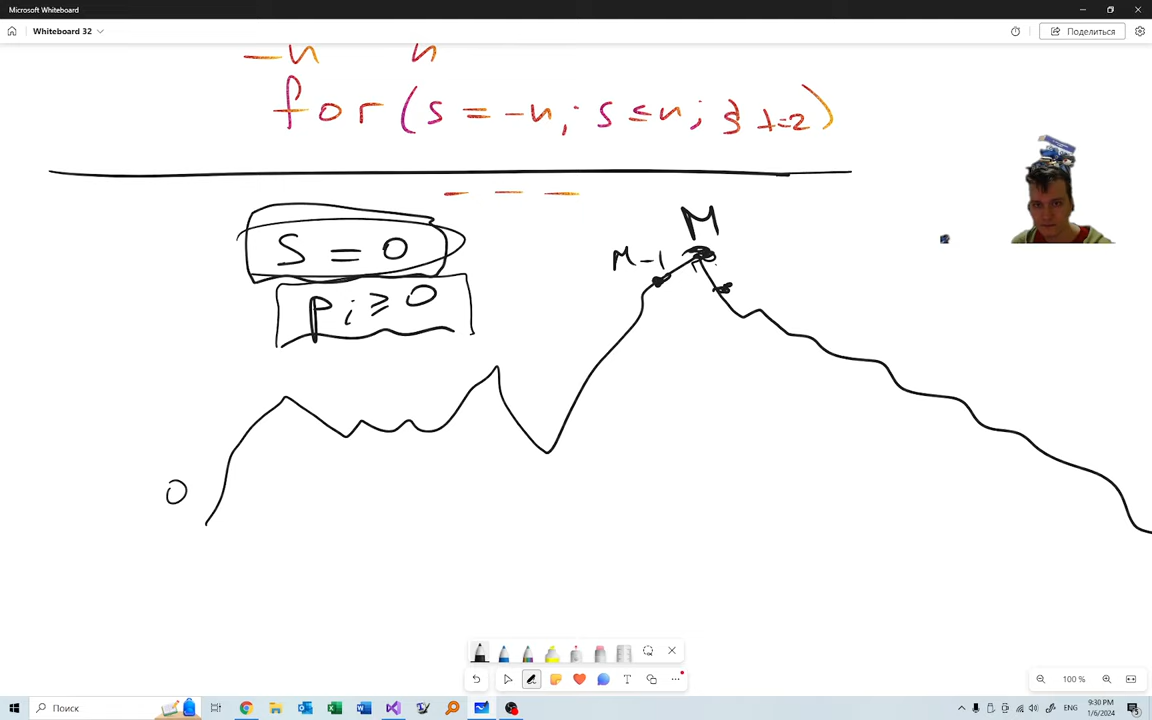 Microsoft Whiteboard
Whiteboard 32
Поделиться
-n n
for(s = -n; s ≤ n; s += 2)
S = 0
M
M-1
p i ≥ 0
0
100 %
Поиск
ENG
9:30 PM
1/6/2024